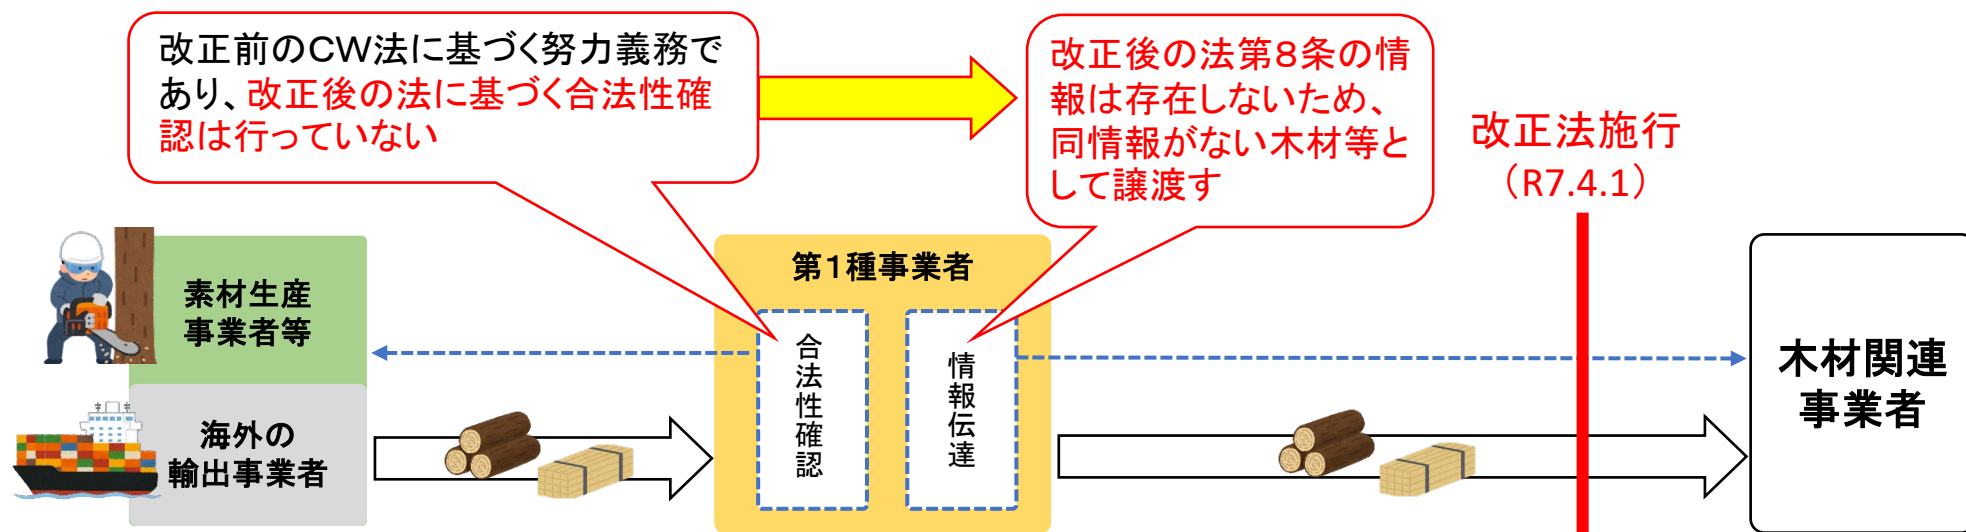 改正前のCW法に基づく努力義務で
あり、改正後の法に基づく合法性確
認は行っていない
改正後の法第8条の情
報は存在しないため、
同情報がない木材等と
して譲渡す
改正法施行
（R7.4.1）
素材生産
事業者等
海外の
輸出事業者
第1種事業者
合法性確認
情報伝達
木材関連
事業者